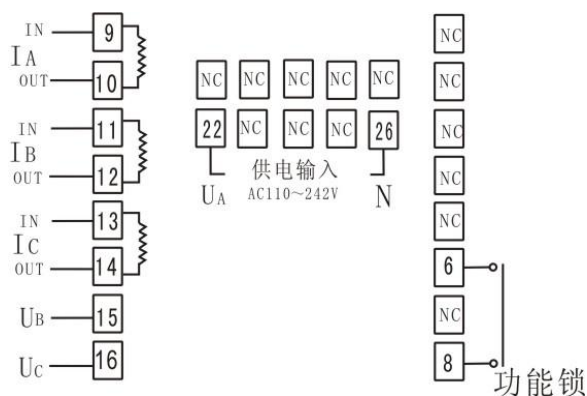 IN 9
IA
OUT 10
IN 11
IB
OUT 12
IN 13
IC
OUT 14
UB 15
UC 16
NC NC NC NC NC
22 NC NC NC 26
供电输入
UA AC110～242V N
NC
NC
NC
NC
NC
6
NC
8
功能锁